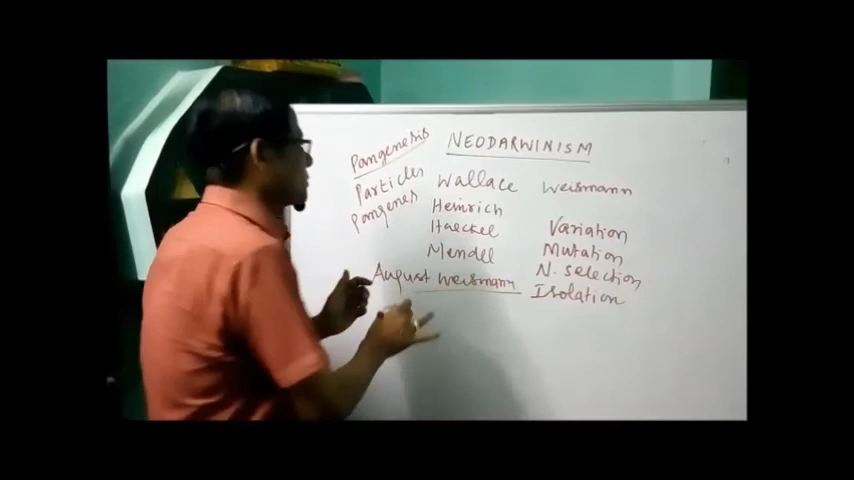 Pangenesis
NEODARWINISM
Particles
Pangenes
Wallace
Heinrich
Haeckel
Mendel
August Weismann
Weismann
Variation
Mutation
N. selection
Isolation